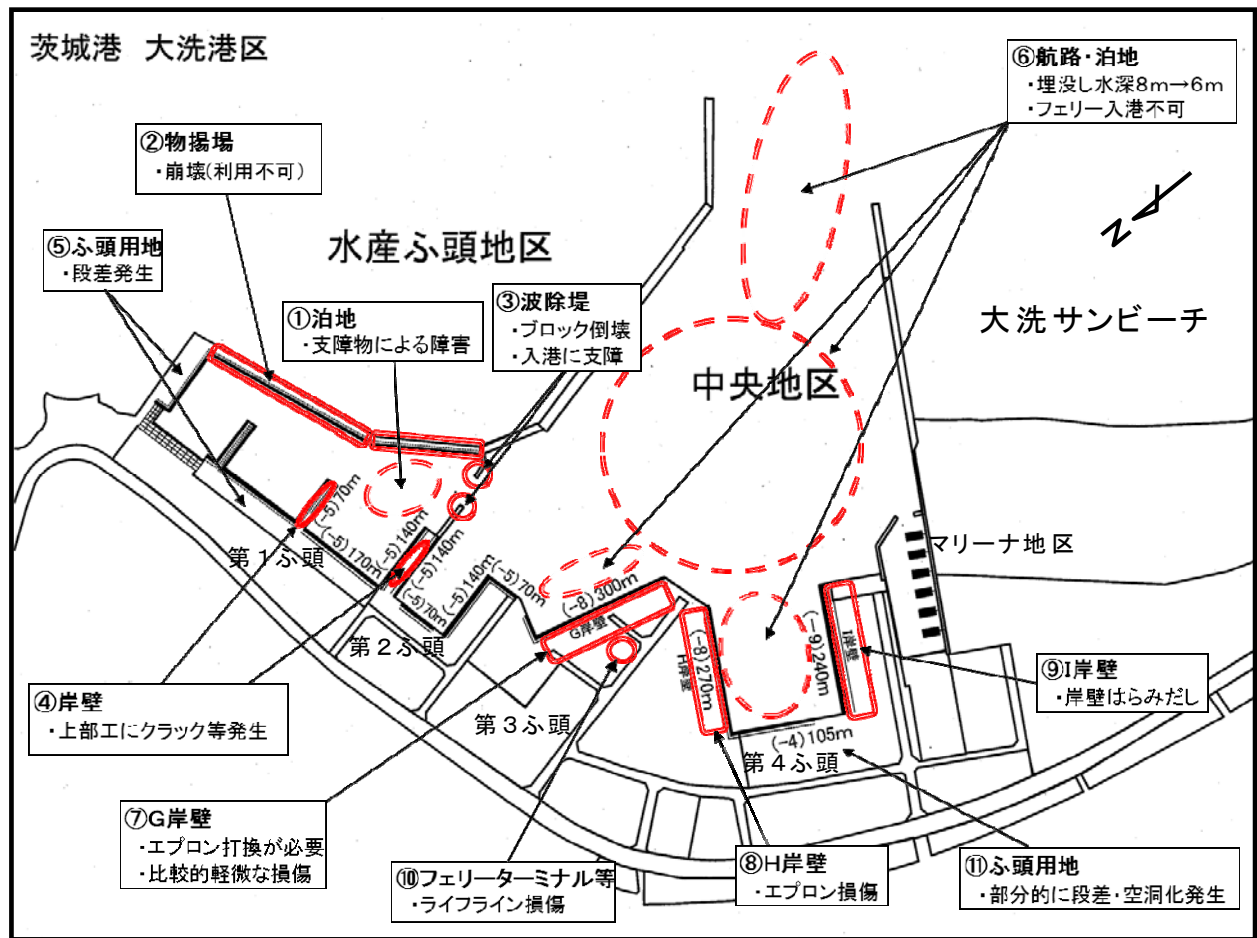 茨城港 大洗港区
⑥航路・泊地
・埋没し水深8m→6m
・フェリー入港不可
②物揚場
・崩壊(利用不可)
⑤ふ頭用地
・段差発生
水産ふ頭地区
N
①泊地
・支障物による障害
③波除堤
・ブロック倒壊
・入港に支障
大洗サンビーチ
中央地区
(-5)70m
(-5)170m
(-5)140m
(-5)140m
(-5)70m
(-5)140m
(-5)70m
(-8)300m
G岸壁
(-8)270m
H岸壁
(-9)240m
I岸壁
(-4)105m
マリーナ地区
第1ふ頭
第2ふ頭
第3ふ頭
第4ふ頭
④岸壁
・上部工にクラック等発生
⑨I岸壁
・岸壁はらみだし
⑦G岸壁
・エプロン打換が必要
・比較的軽微な損傷
⑩フェリーターミナル等
・ライフライン損傷
⑧H岸壁
・エプロン損傷
⑪ふ頭用地
・部分的に段差・空洞化発生